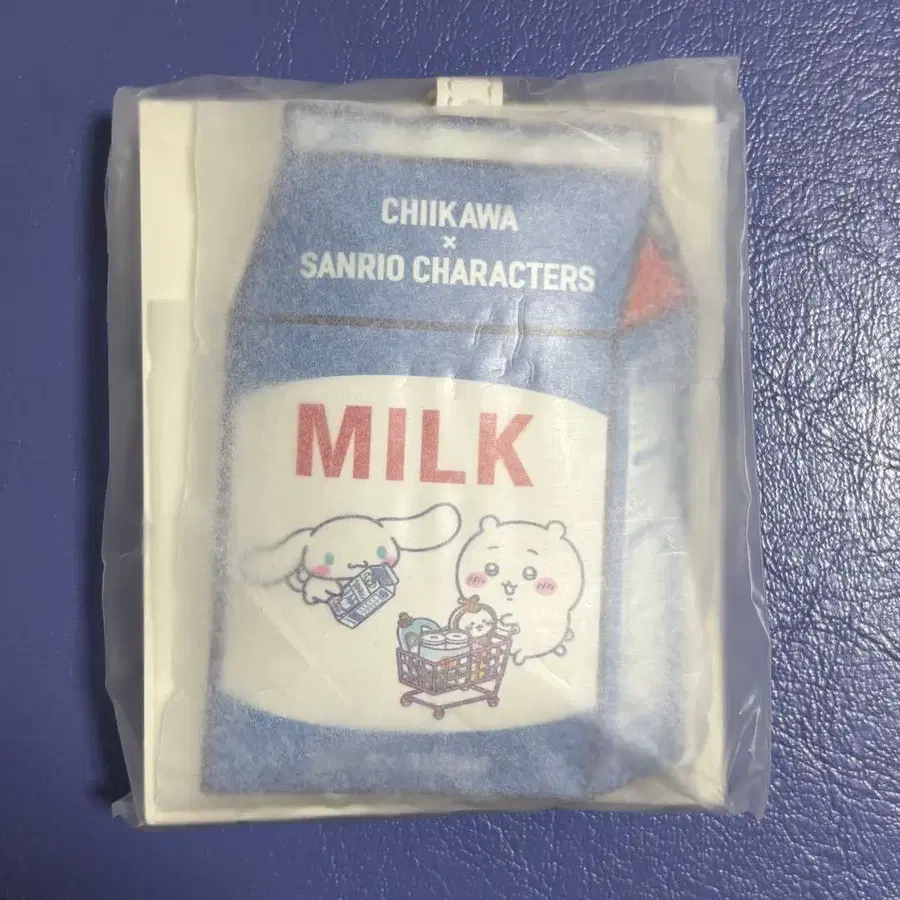 CHIIKAWA
×
SANRIO CHARACTERS
MILK